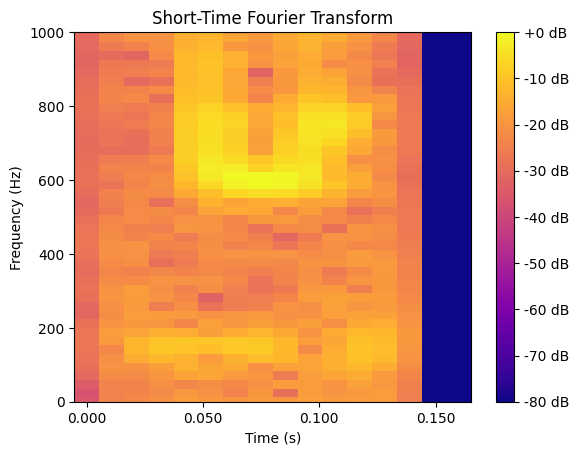 Short-Time Fourier Transform
1000
800
600
400
200
0
Frequency (Hz)
0.000
0.050
0.100
0.150
Time (s)
+0 dB
-10 dB
-20 dB
-30 dB
-40 dB
-50 dB
-60 dB
-70 dB
-80 dB